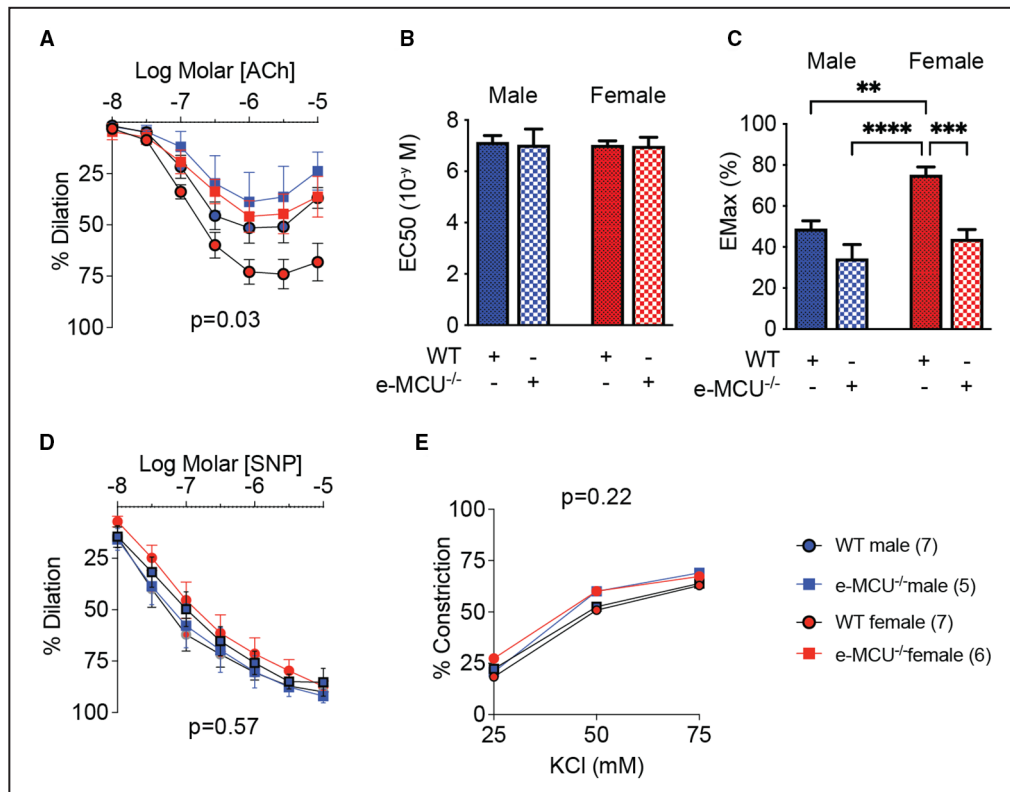 A
Log Molar [ACh]
-8 -7 -6 -5
25
50
75
100
% Dilation
p=0.03
B
Male Female
8
6
4
2
0
EC50 (10⁻ʸ M)
WT + - + -
e-MCU⁻/⁻ - + - +
C
Male Female
**
**** ***
100
80
60
40
20
0
EMax (%)
WT + - + -
e-MCU⁻/⁻ - + - +
D
Log Molar [SNP]
-8 -7 -6 -5
25
50
75
100
% Dilation
p=0.57
E
p=0.22
100
75
50
25
0
% Constriction
25 50 75
KCl (mM)
WT male (7)
e-MCU⁻/⁻male (5)
WT female (7)
e-MCU⁻/⁻female (6)